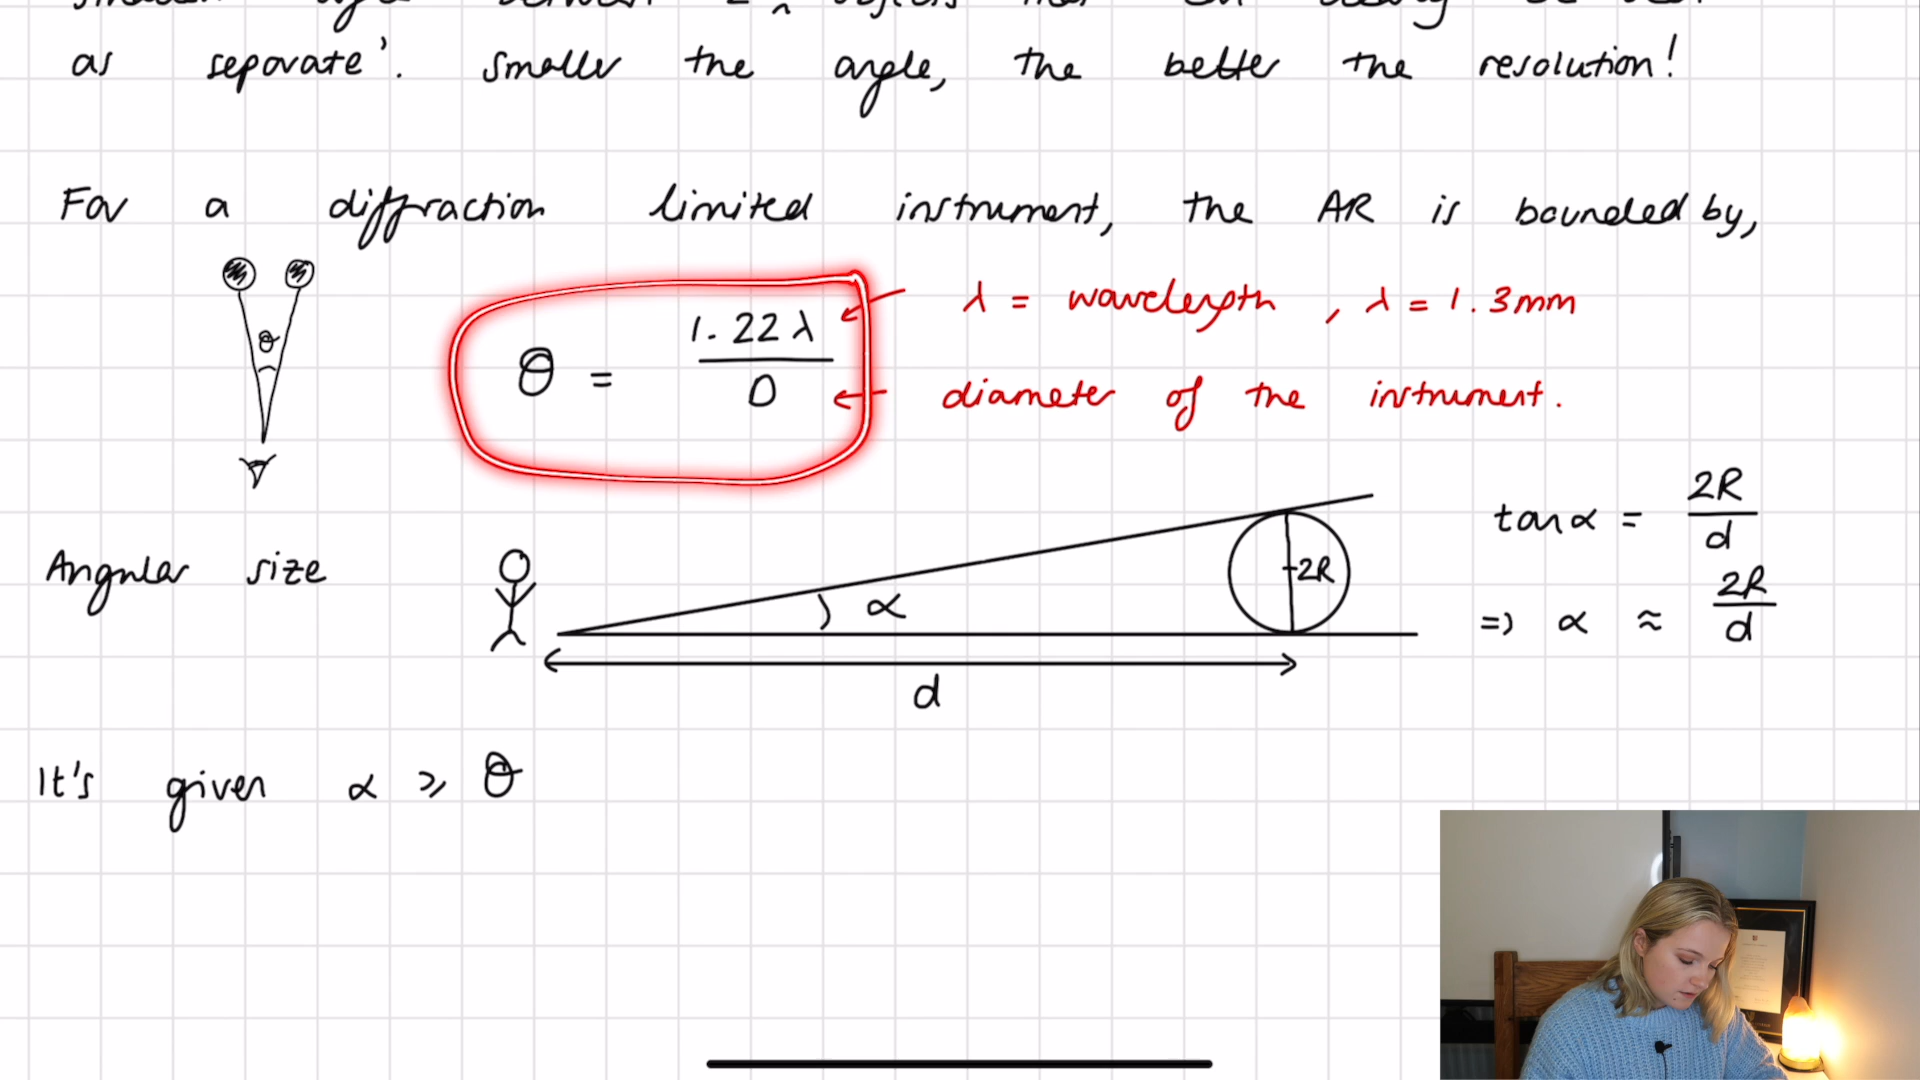 as separate'. Smaller the angle, the better the resolution!
For a diffraction limited instrument, the AR is bounded by,
θ
θ = 1.22λ / D
λ = wavelength , λ = 1.3mm
diameter of the instrument.
Angular size
α
2R
d
tanα = 2R / d
=> α ≈ 2R / d
It's given α ⩾ θ